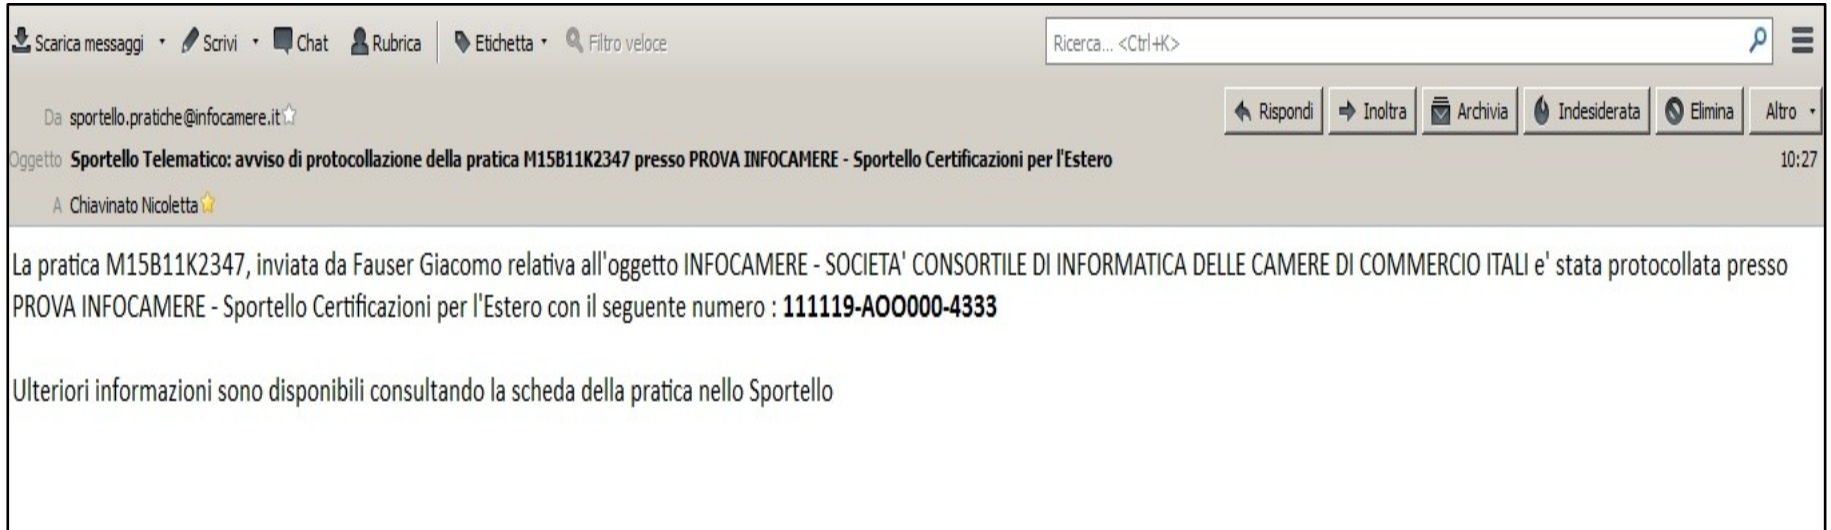 Scarica messaggi Scrivi Chat Rubrica Etichetta Filtro veloce Ricerca... <Ctrl+K>
Da sportello.pratiche@infocamere.it Rispondi Inoltra Archivia Indesiderata Elimina Altro
Oggetto Sportello Telematico: avviso di protocollazione della pratica M15B11K2347 presso PROVA INFOCAMERE - Sportello Certificazioni per l'Estero 10:27
A Chiavinato Nicoletta
La pratica M15B11K2347, inviata da Fauser Giacomo relativa all'oggetto INFOCAMERE - SOCIETA' CONSORTILE DI INFORMATICA DELLE CAMERE DI COMMERCIO ITALI e' stata protocollata presso
PROVA INFOCAMERE - Sportello Certificazioni per l'Estero con il seguente numero : 111119-AOO000-4333
Ulteriori informazioni sono disponibili consultando la scheda della pratica nello Sportello